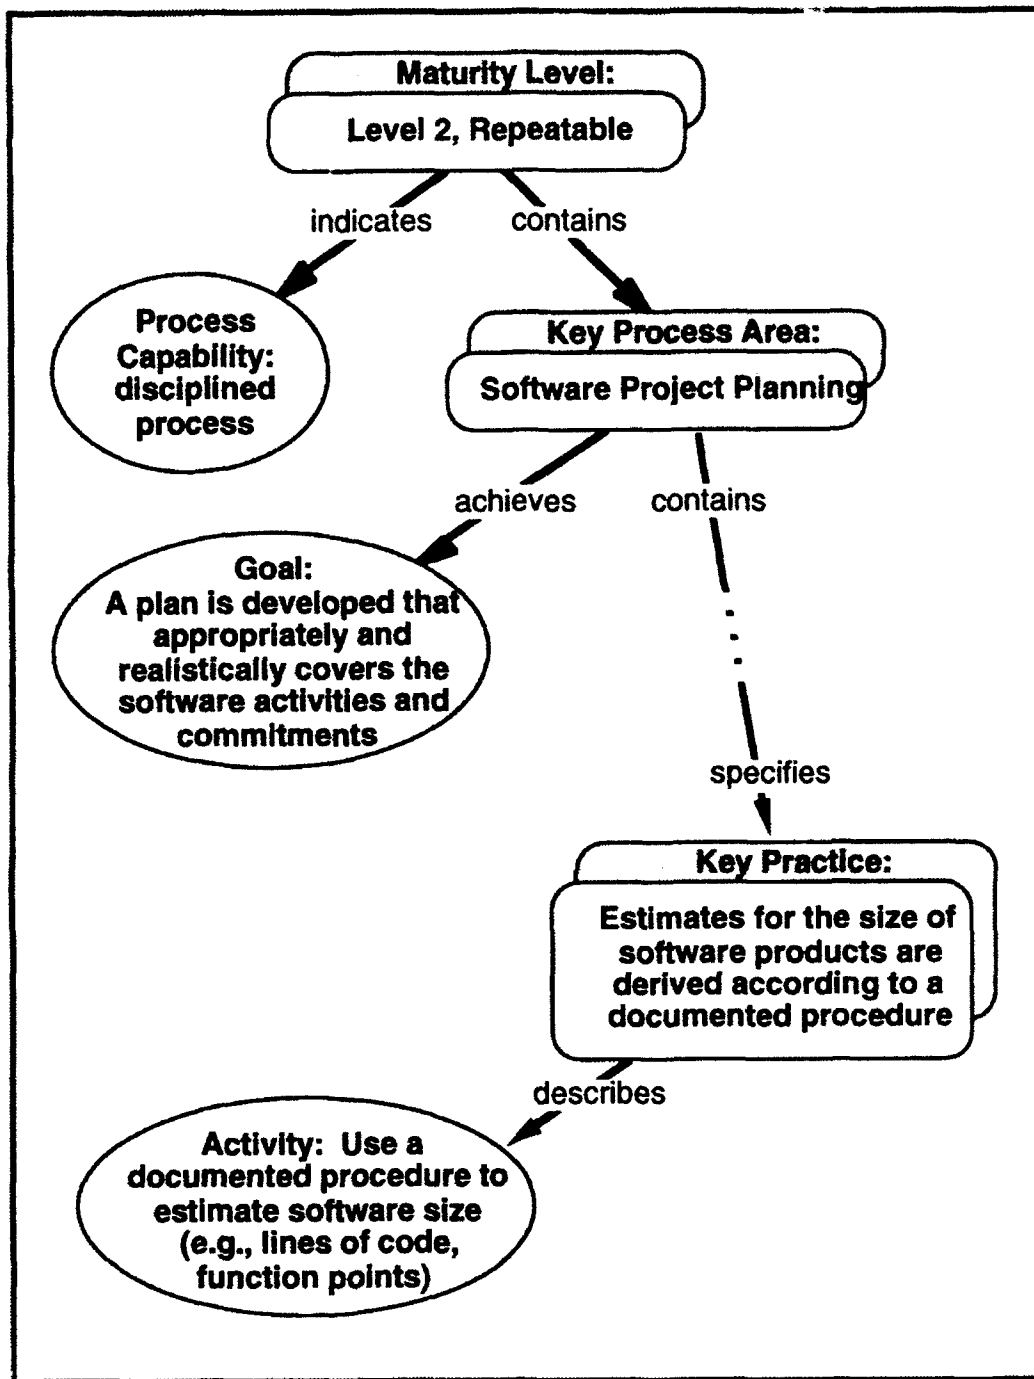 Maturity Level:
Level 2, Repeatable
indicates
contains
Process
Capability:
disciplined
process
Key Process Area:
Software Project Planning
achieves
contains
Goal:
A plan is developed that
appropriately and
realistically covers the
software activities and
commitments
specifies
Key Practice:
Estimates for the size of
software products are
derived according to a
documented procedure
describes
Activity: Use a
documented procedure to
estimate software size
(e.g., lines of code,
function points)